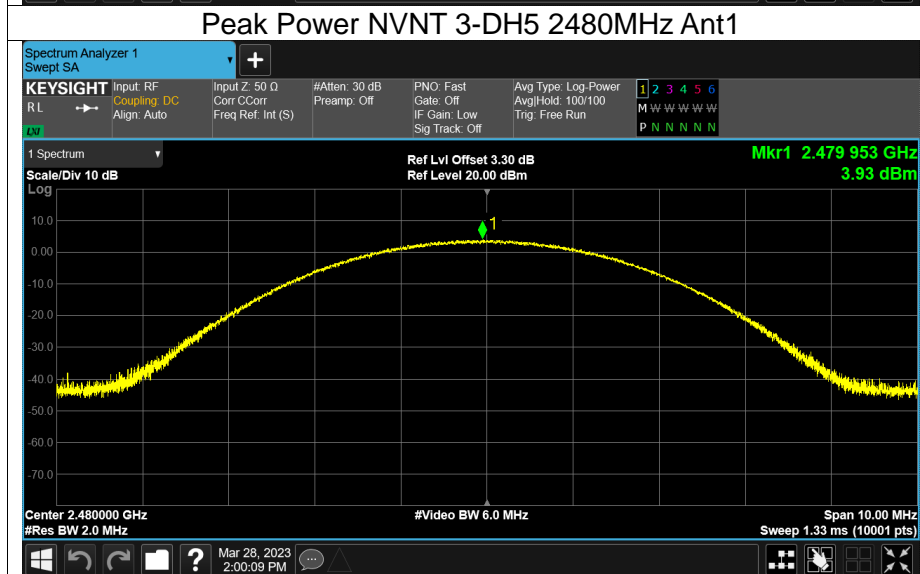 Peak Power NVNT 3-DH5 2480MHz Ant1
Spectrum Analyzer 1
Swept SA
+
KEYSIGHT
R L
LXI
Input: RF
Coupling: DC
Align: Auto
Input Z: 50 Ω
Corr CCorr
Freq Ref: Int (S)
#Atten: 30 dB
Preamp: Off
PNO: Fast
Gate: Off
IF Gain: Low
Sig Track: Off
Avg Type: Log-Power
Avg|Hold: 100/100
Trig: Free Run
1 2 3 4 5 6
M W W W W W
P N N N N N
1 Spectrum
Scale/Div 10 dB
Log
Ref Lvl Offset 3.30 dB
Ref Level 20.00 dBm
Mkr1 2.479 953 GHz
3.93 dBm
1
10.0
0.00
-10.0
-20.0
-30.0
-40.0
-50.0
-60.0
-70.0
Center 2.480000 GHz
#Res BW 2.0 MHz
#Video BW 6.0 MHz
Span 10.00 MHz
Sweep 1.33 ms (10001 pts)
?
Mar 28, 2023
2:00:09 PM